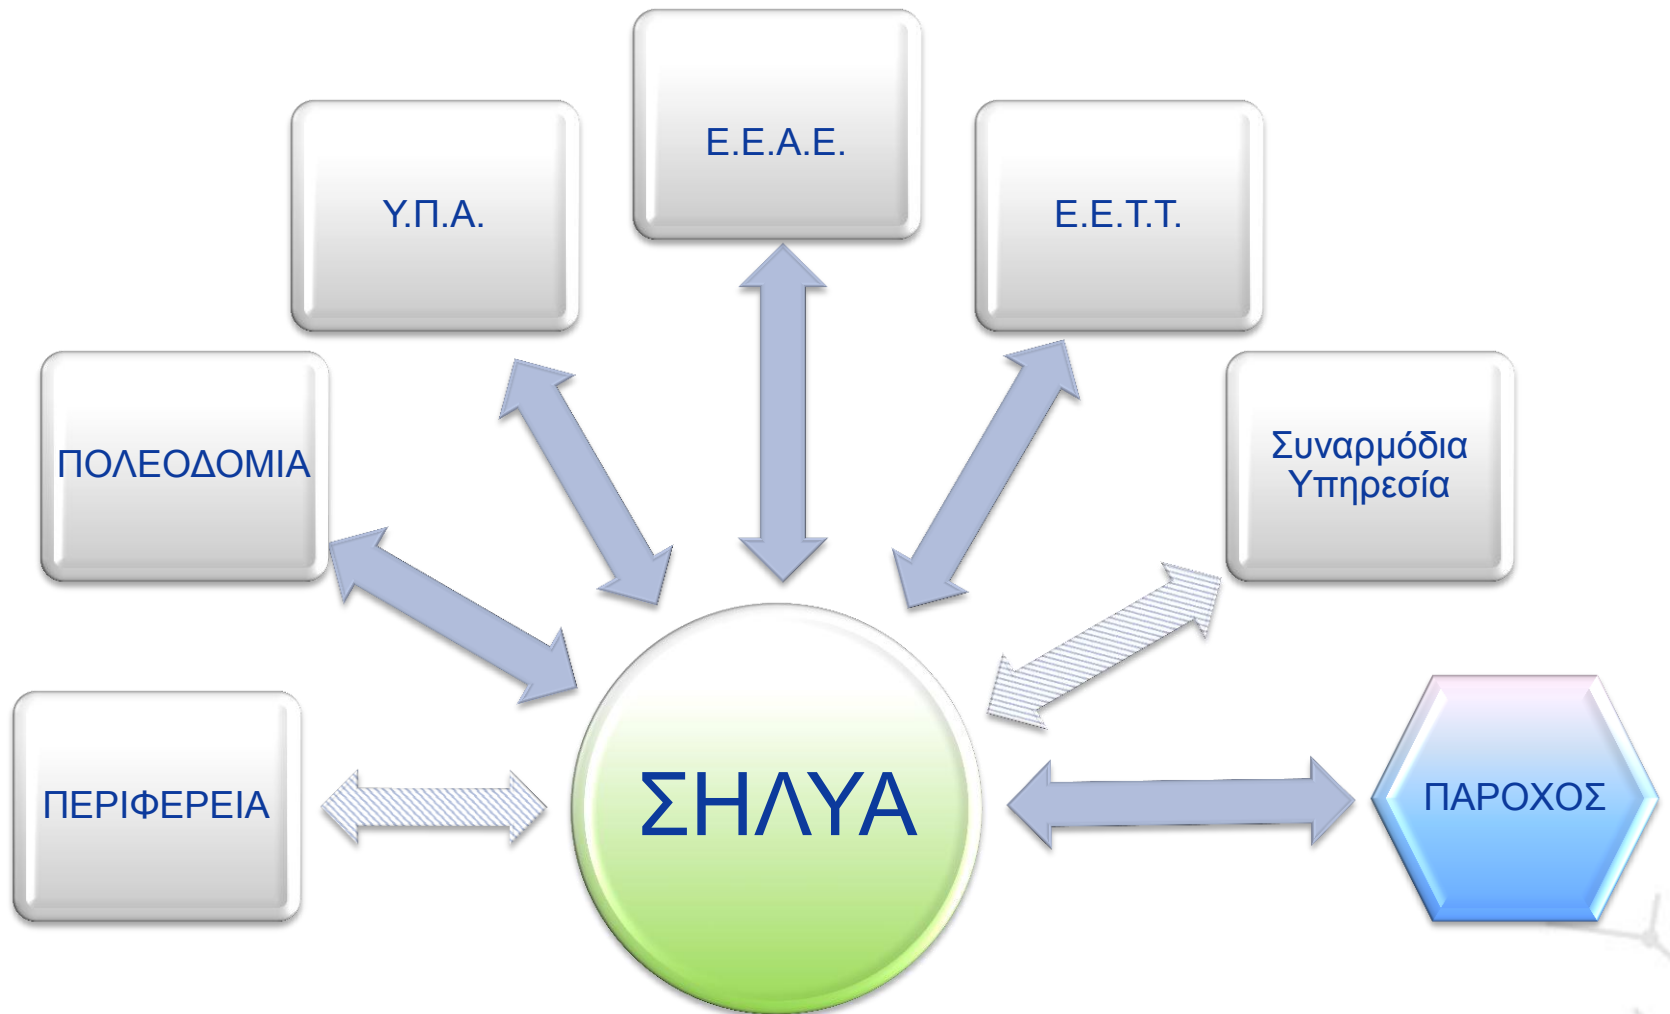 Ε.Ε.Α.Ε.
Υ.Π.Α.
Ε.Ε.Τ.Τ.
ΠΟΛΕΟΔΟΜΙΑ
Συναρμόδια
Υπηρεσία
ΠΕΡΙΦΕΡΕΙΑ
ΣΗΛΥΑ
ΠΑΡΟΧΟΣ